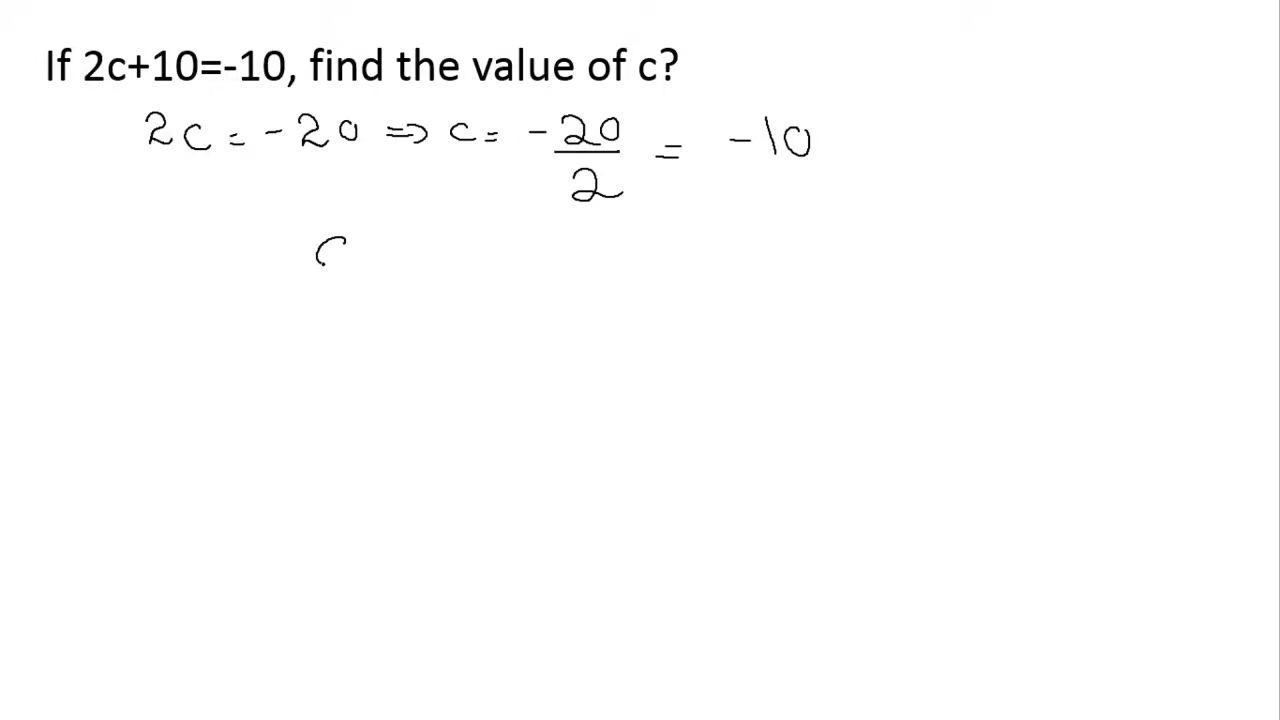 If 2c+10=-10, find the value of c?
2c = -20 ⇒ c = -20/2 = -10
c